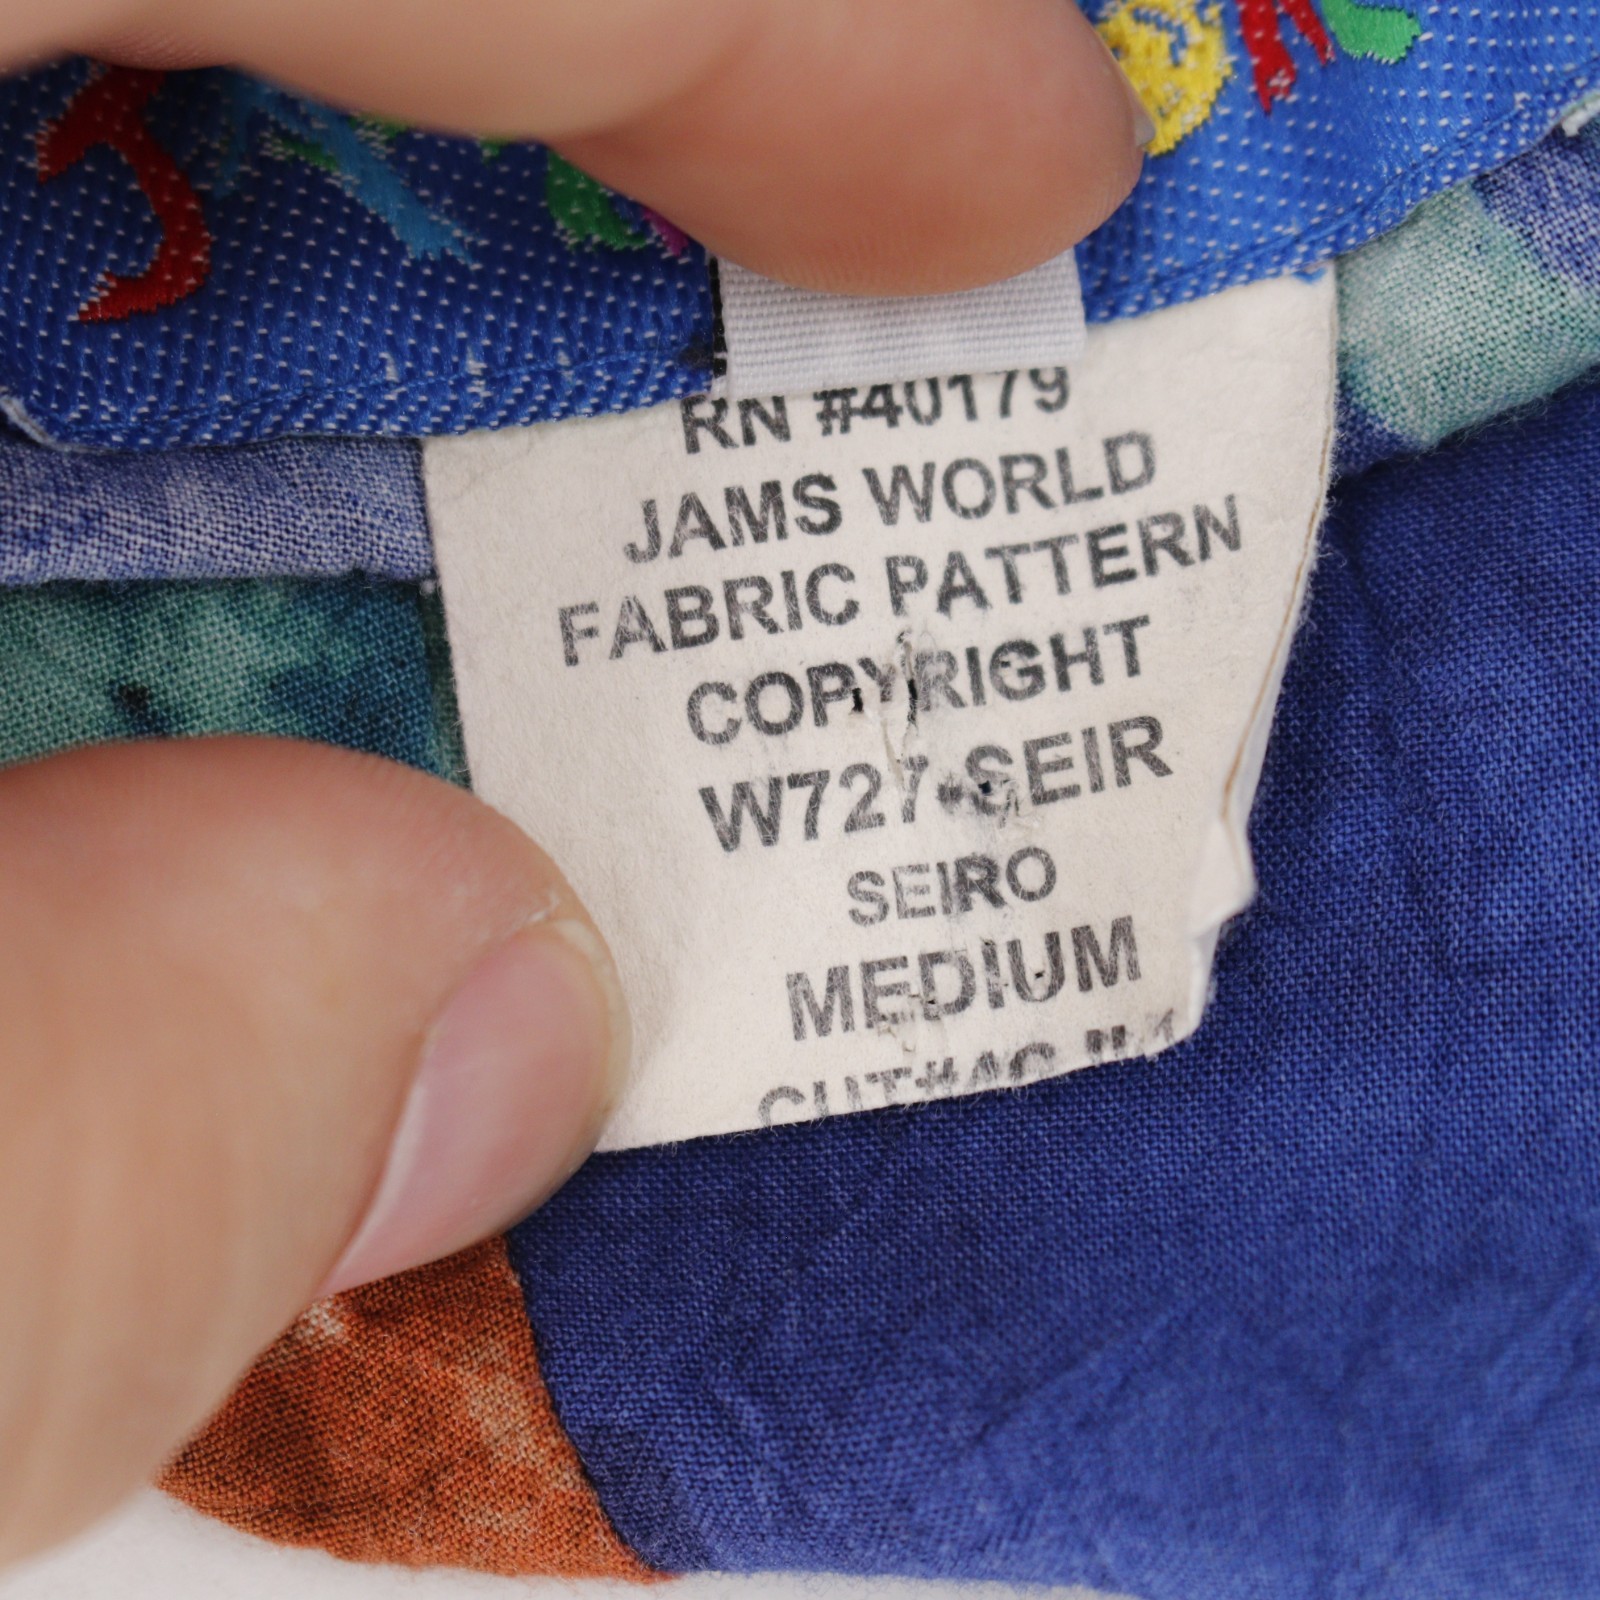 RN #40179
JAMS WORLD
FABRIC PATTERN
COPYRIGHT
W727-SEIR
SEIRO
MEDIUM